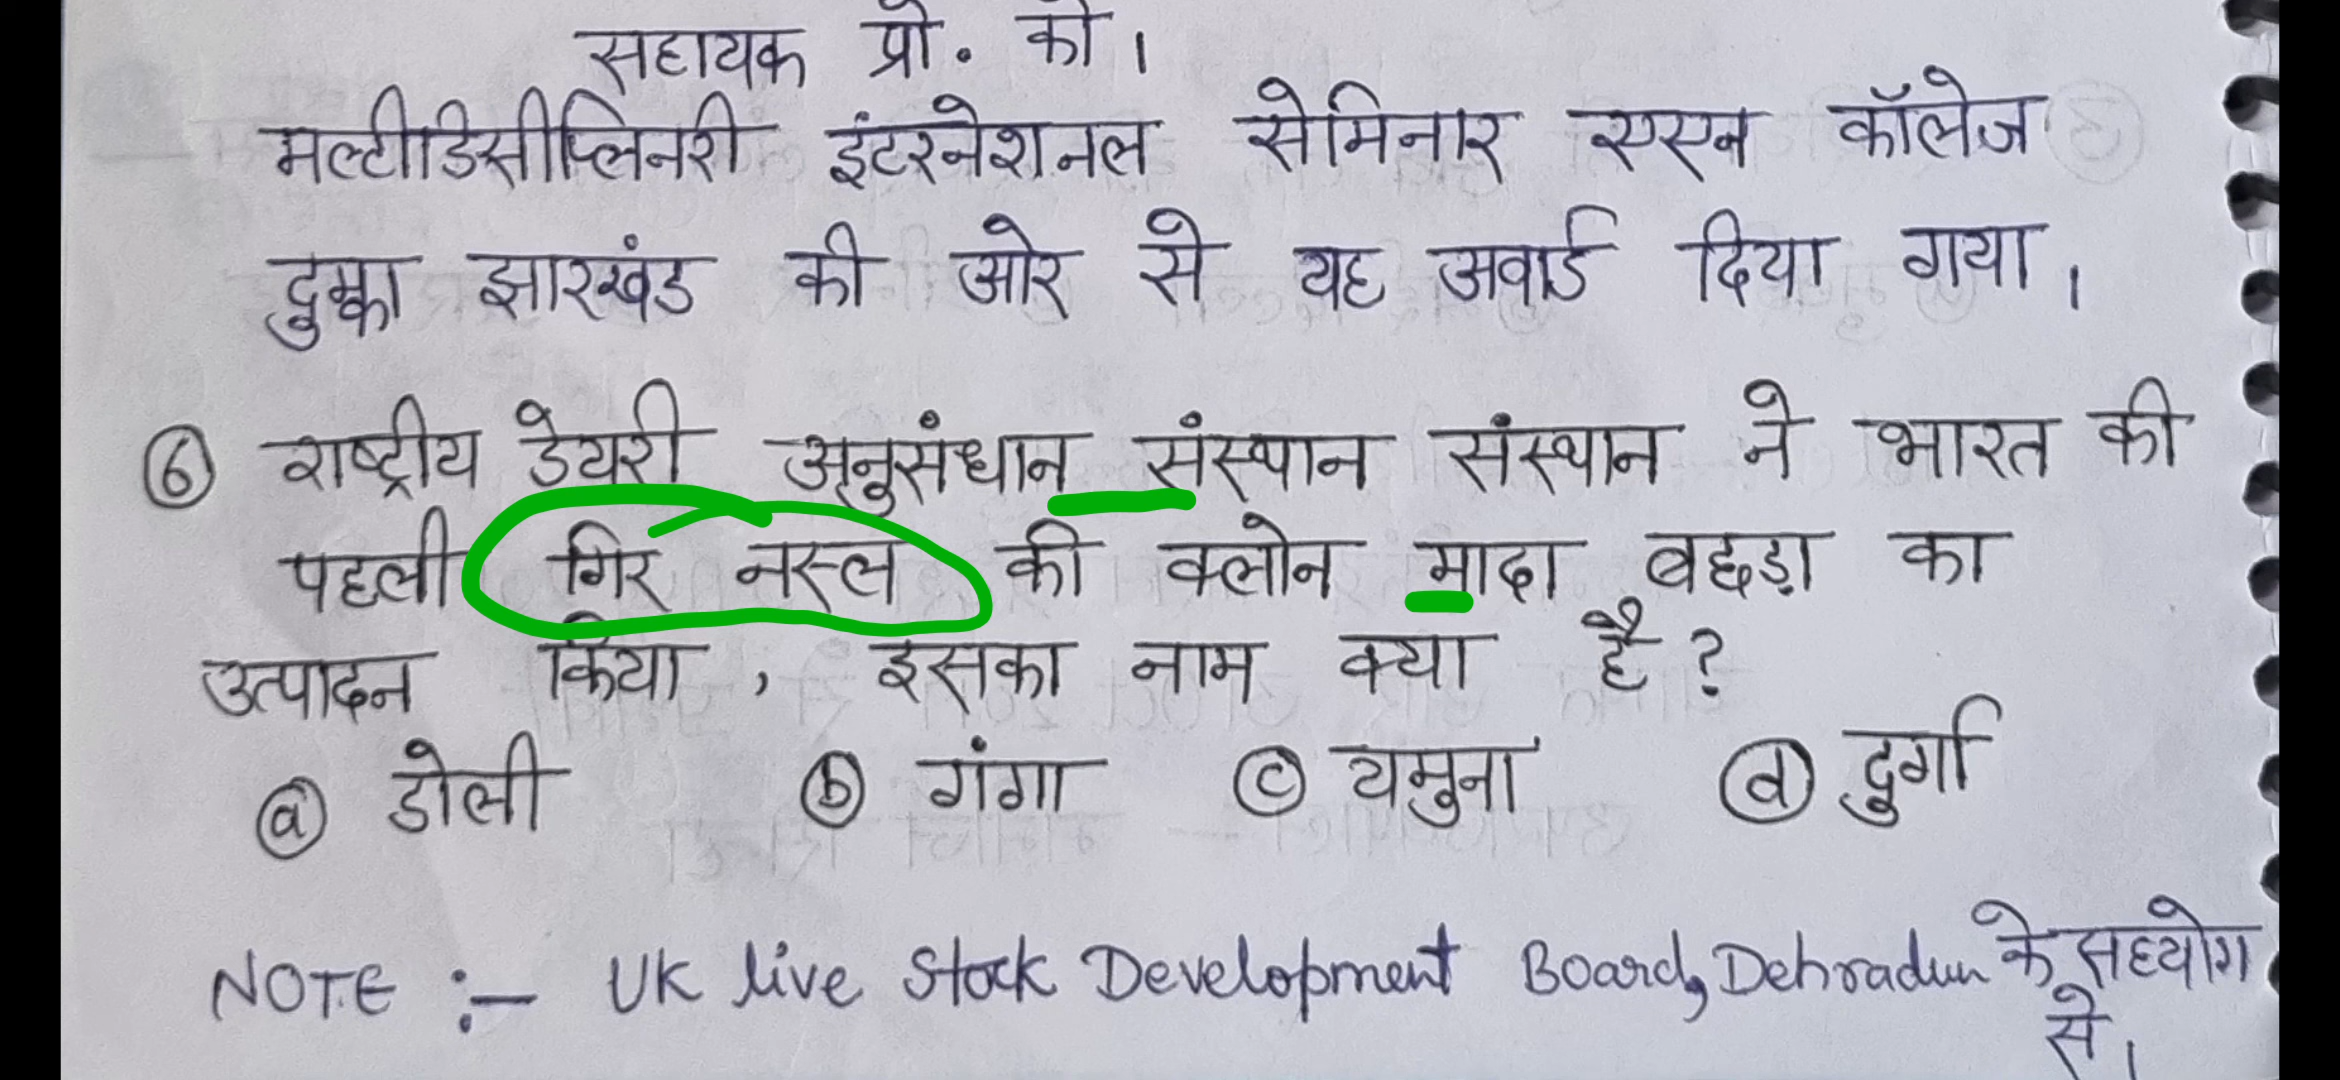 सहायक प्रो. को।
मल्टीडिसीप्लिनरी इंटरनेशनल सेमिनार एसएन कॉलेज
दुमका झारखंड की ओर से यह अवार्ड दिया गया।
⑥ राष्ट्रीय डेयरी अनुसंधान संस्थान संस्थान ने भारत की
पहली गिर नस्ल की क्लोन मादा बछड़ा का
उत्पादन किया, इसका नाम क्या है?
ⓐ डोली ⓑ गंगा ⓒ यमुना ⓓ दुर्गा
NOTE :- UK live Stock Development Board, Dehradun के सहयोग
से।